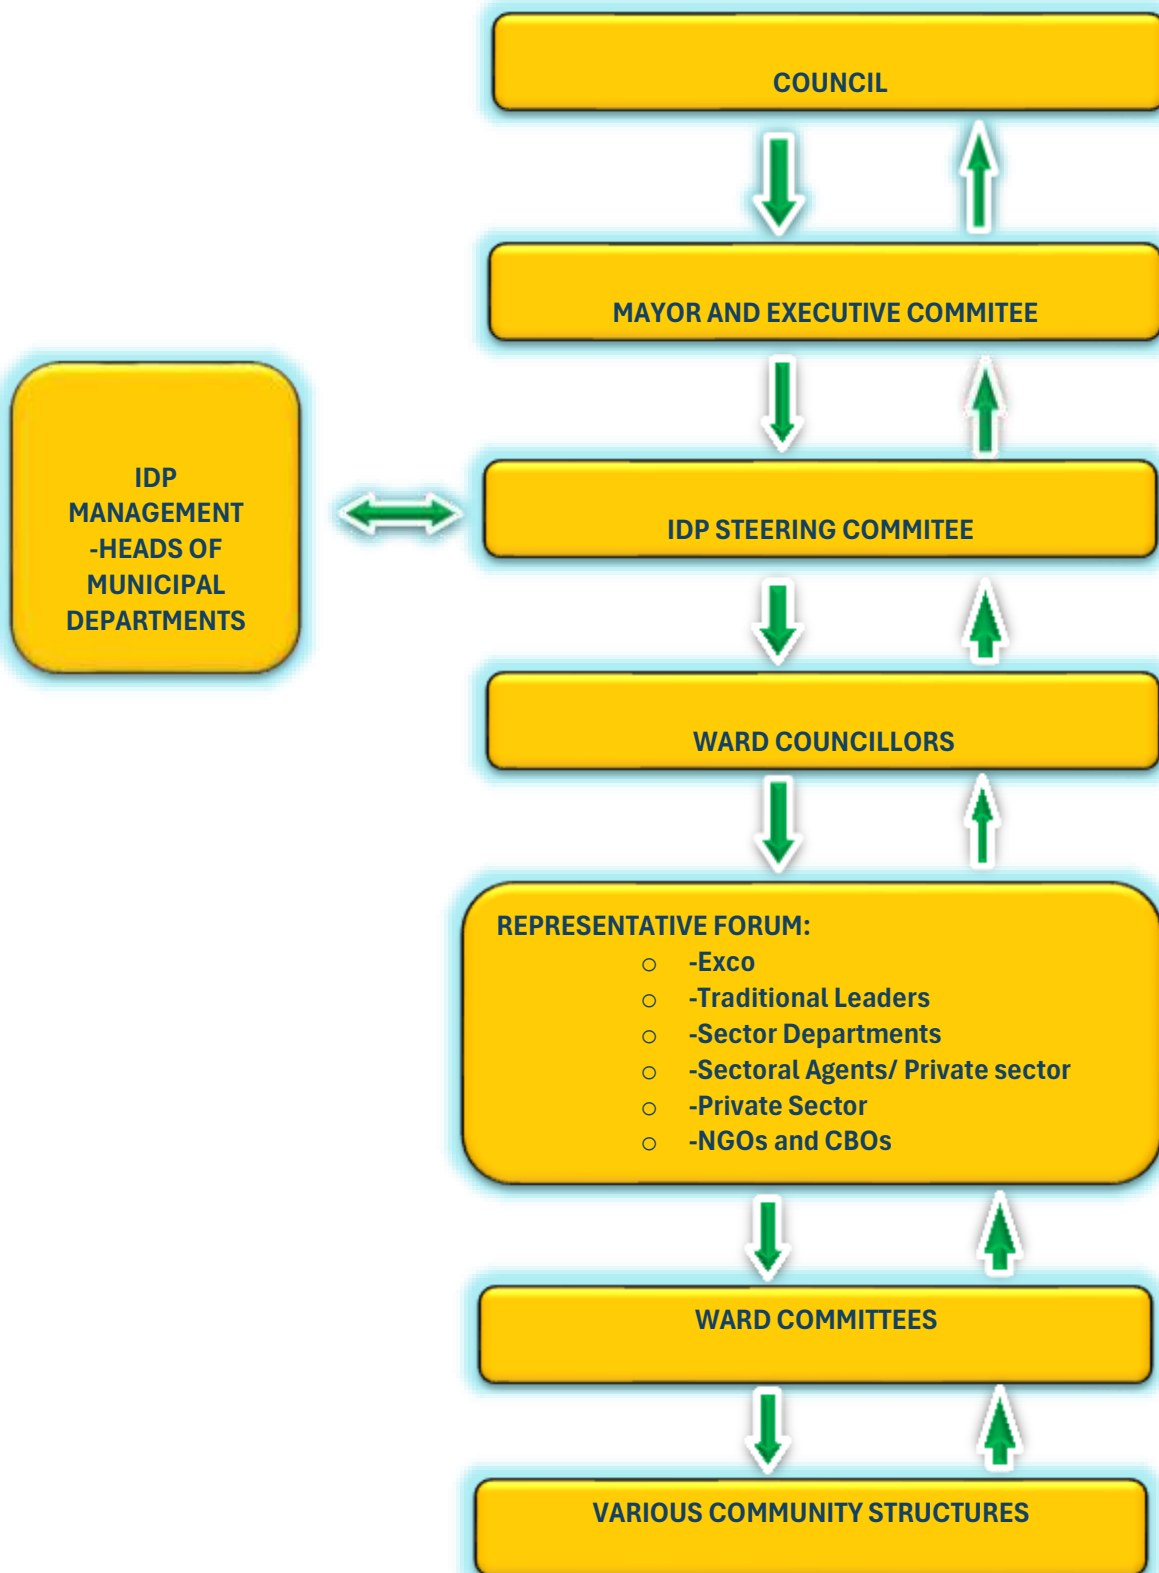 COUNCIL
MAYOR AND EXECUTIVE COMMITEE
IDP
MANAGEMENT
-HEADS OF
MUNICIPAL
DEPARTMENTS
IDP STEERING COMMITEE
WARD COUNCILLORS
REPRESENTATIVE FORUM:
o -Exco
o -Traditional Leaders
o -Sector Departments
o -Sectoral Agents/ Private sector
o -Private Sector
o -NGOs and CBOs
WARD COMMITTEES
VARIOUS COMMUNITY STRUCTURES